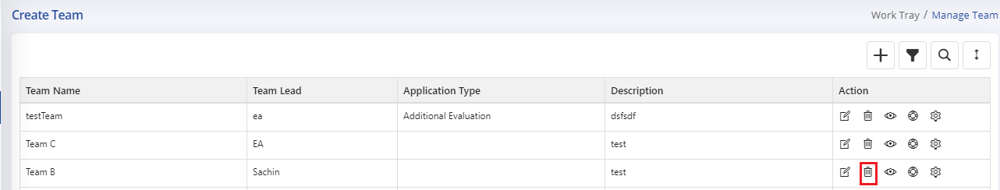 Create Team
Work Tray / Manage Team
Team Name Team Lead Application Type Description Action
testTeam ea Additional Evaluation dsfsdf
Team C EA test
Team B Sachin test